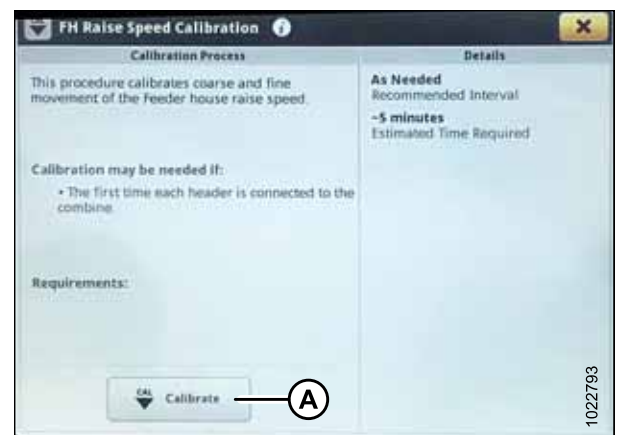 FH Raise Speed Calibration
Calibration Process
This procedure calibrates coarse and fine
movement of the Feeder house raise speed.
Calibration may be needed if:
• The first time each header is connected to the
combine.
Requirements:
CAL
Calibrate
A
Details
As Needed
Recommended Interval
~5 minutes
Estimated Time Required
1022793